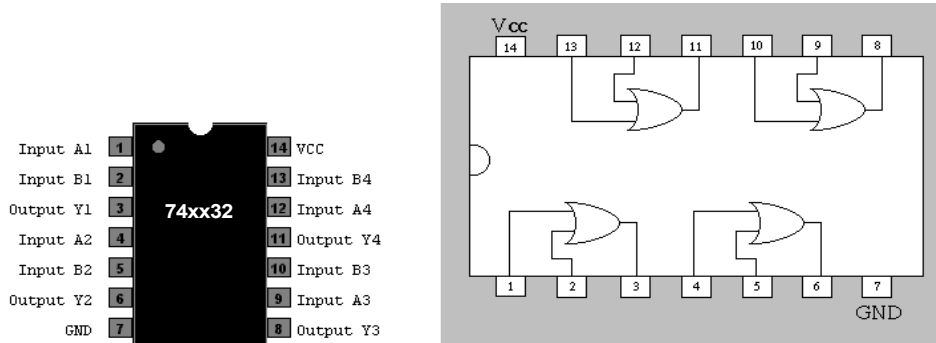 Input A1 1 14 VCC
Input B1 2 13 Input B4
Output Y1 3 74xx32 12 Input A4
Input A2 4 11 Output Y4
Input B2 5 10 Input B3
Output Y2 6 9 Input A3
GND 7 8 Output Y3
Vcc
14 13 12 11 10 9 8
1 2 3 4 5 6 7
GND